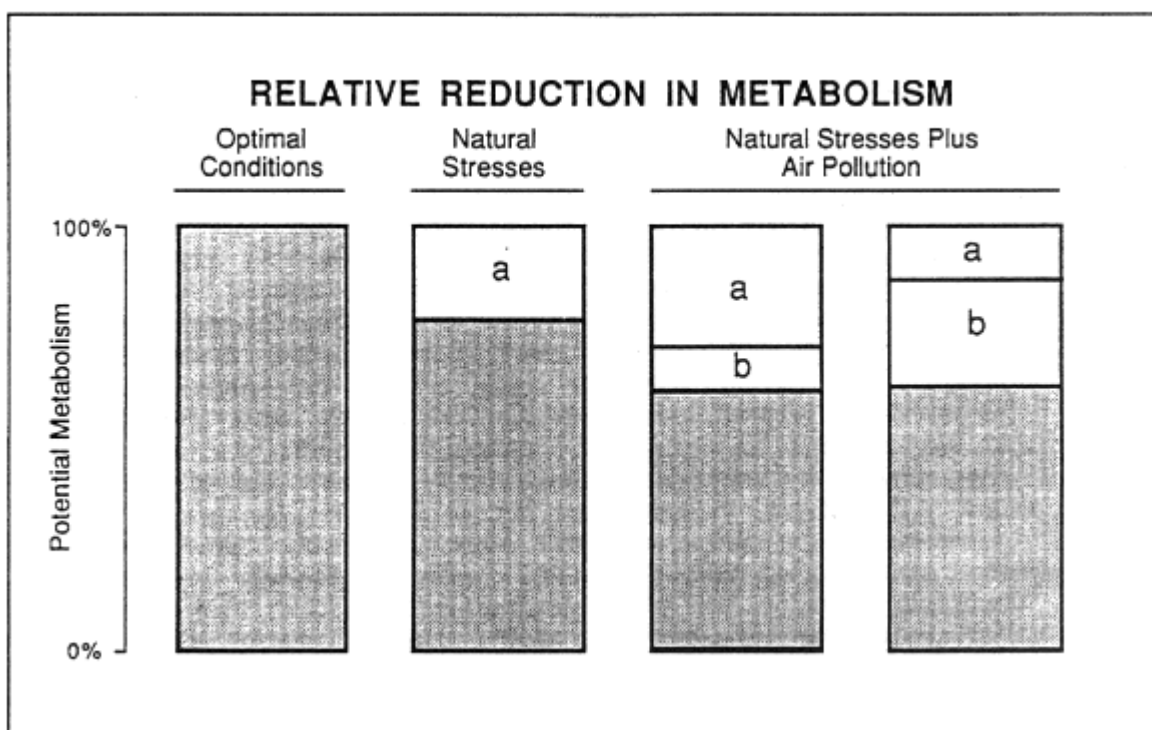 RELATIVE REDUCTION IN METABOLISM
Optimal
Conditions
Natural
Stresses
Natural Stresses Plus
Air Pollution
100%
a
a
b
a
b
Potential Metabolism
0%